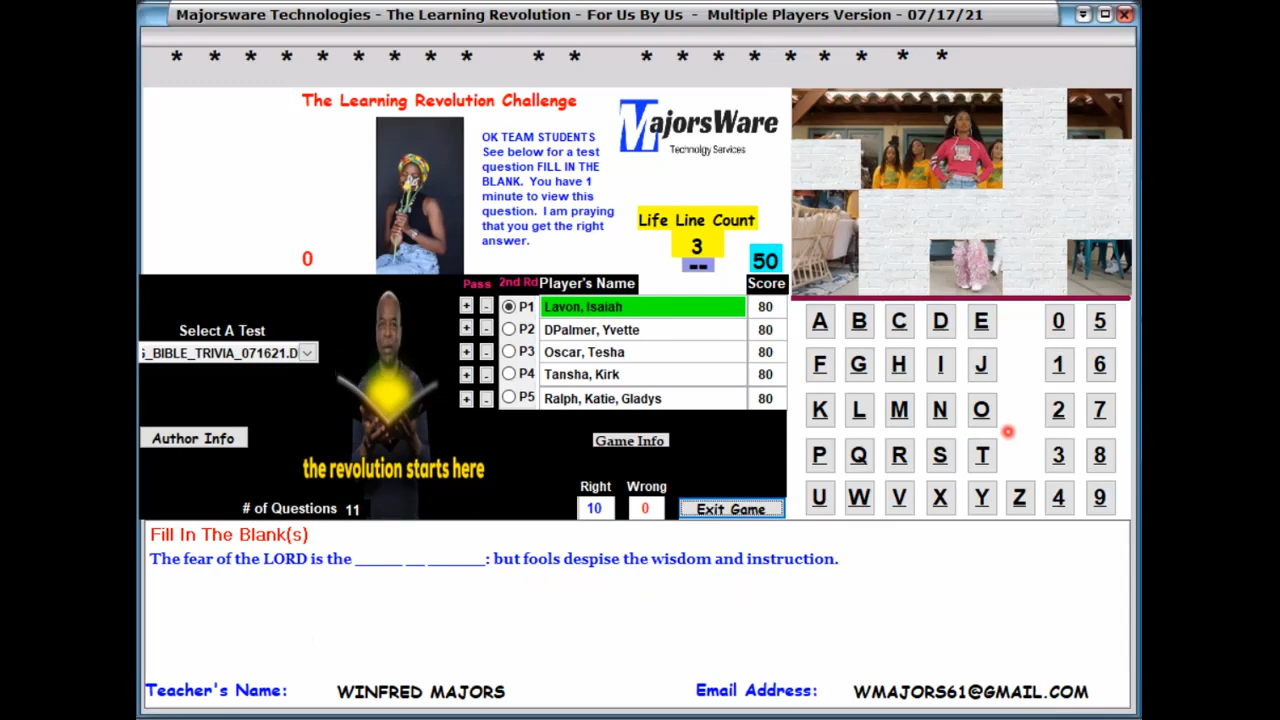 Majorsware Technologies - The Learning Revolution - For Us By Us - Multiple Players Version - 07/17/21
* * * * * * * * * * * * * * * * * * * *
The Learning Revolution Challenge
OK TEAM STUDENTS
See below for a test
question FILL IN THE
BLANK. You have 1
minute to view this
question. I am praying
that you get the right
answer.
MajorsWare
Technolgy Services
Life Line Count
3
--
50
0
Pass 2nd Rd Player's Name Score
+ - P1 Lavon, Isaiah 80
+ - P2 DPalmer, Yvette 80
+ - P3 Oscar, Tesha 80
+ - P4 Tansha, Kirk 80
+ - P5 Ralph, Katie, Gladys 80
Select A Test
_BIBLE_TRIVIA_071621.D
Author Info
Game Info
the revolution starts here
Right Wrong
# of Questions 11
10 0 Exit Game
A B C D E 0 5
F G H I J 1 6
K L M N O 2 7
P Q R S T 3 8
U W V X Y Z 4 9
Fill In The Blank(s)
The fear of the LORD is the ______ __ _______: but fools despise the wisdom and instruction.
Teacher's Name: WINFRED MAJORS Email Address: WMAJORS61@GMAIL.COM